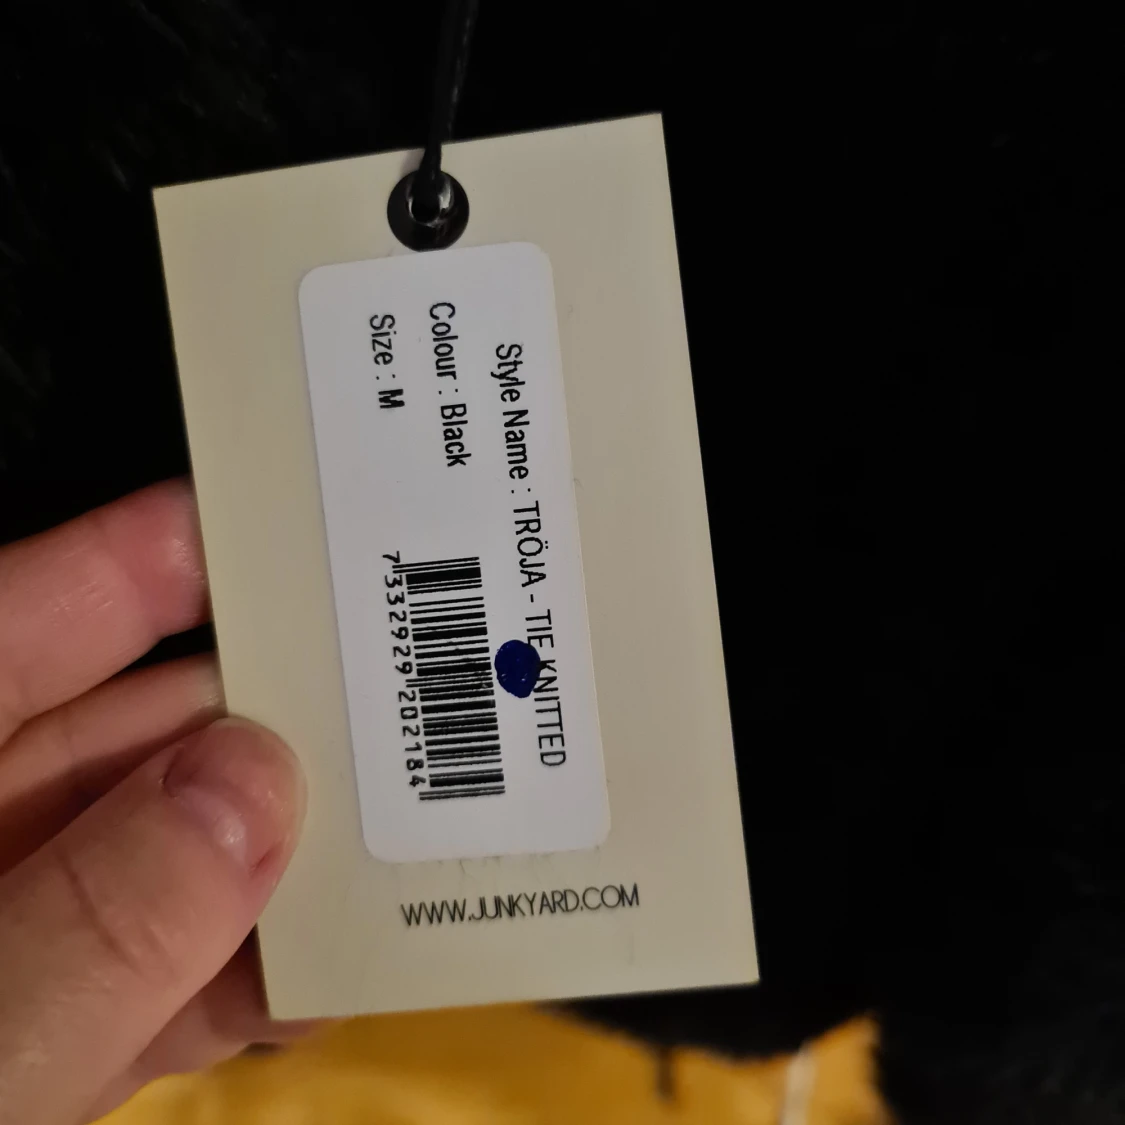 Style Name : TRÖJA - TIE KNITTED
Colour : Black
Size : M
7332929202184
WWW.JUNKYARD.COM